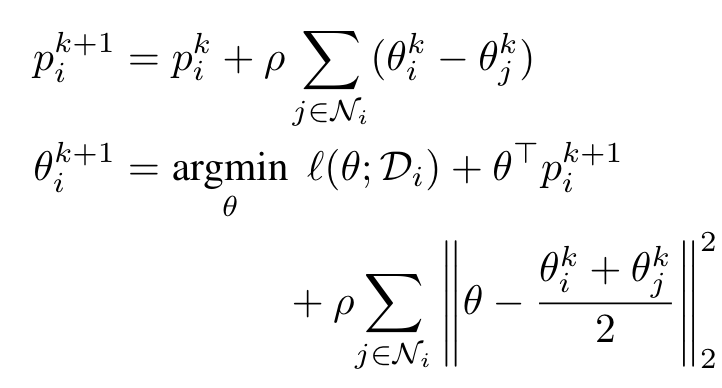 p_i^{k+1} = p_i^k + \rho \sum_{j \in \mathcal{N}_i} (\theta_i^k - \theta_j^k)
\theta_i^{k+1} = \underset{\theta}{\text{argmin}} \; \ell(\theta; \mathcal{D}_i) + \theta^\top p_i^{k+1}
+ \rho \sum_{j \in \mathcal{N}_i} \left\| \theta - \frac{\theta_i^k + \theta_j^k}{2} \right\|_2^2